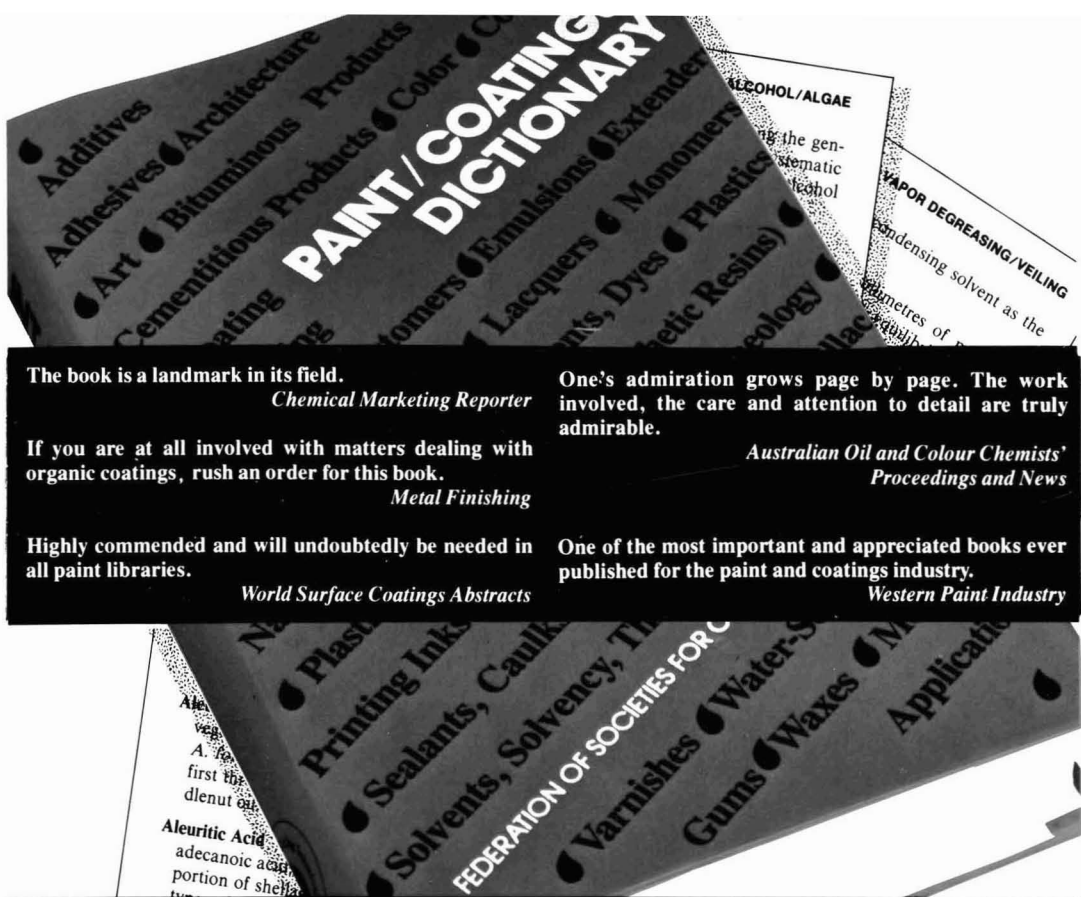 PAINT/COATINGS
DICTIONARY
Additives
Adhesives Architecture
Art Bituminous Products
Cementitious Products Color
Emulsions Extender
Lacquers Monomers
Dyes Plastics
ALCOHOL/ALGAE
the gen-
VAPOR DEGREASING/VEILING
solvent as the
of
The book is a landmark in its field.
Chemical Marketing Reporter
If you are at all involved with matters dealing with
organic coatings, rush an order for this book.
Metal Finishing
Highly commended and will undoubtedly be needed in
all paint libraries.
World Surface Coatings Abstracts
One's admiration grows page by page. The work
involved, the care and attention to detail are truly
admirable.
Australian Oil and Colour Chemists'
Proceedings and News
One of the most important and appreciated books ever
published for the paint and coatings industry.
Western Paint Industry
Printing Inks
Sealants, Caulks
Solvents, Solvency,
FEDERATION OF SOCIETIES FOR
Varnishes Water-
Gums Waxes
Application
A.
first
dlenut
Aleuritic Acid
adecanoic
portion of